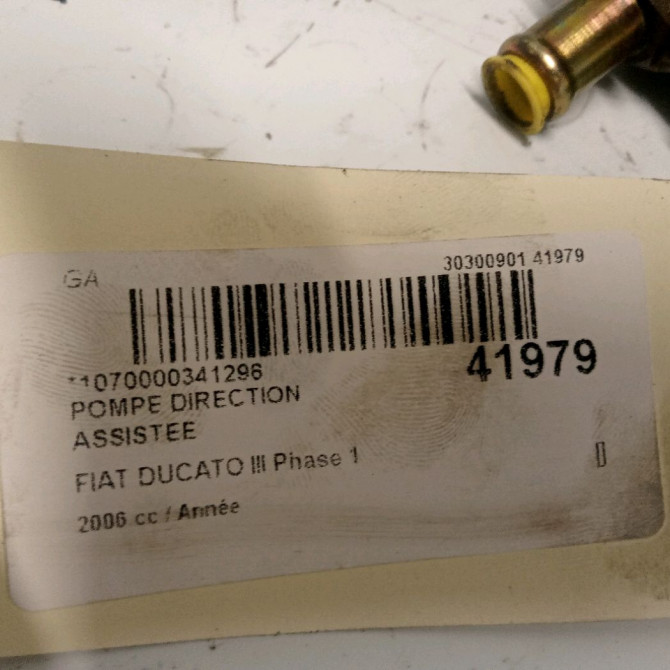 GA
30300901 41979
*1070000341296
41979
POMPE DIRECTION
ASSISTEE
FIAT DUCATO III Phase 1
2006 cc / Année